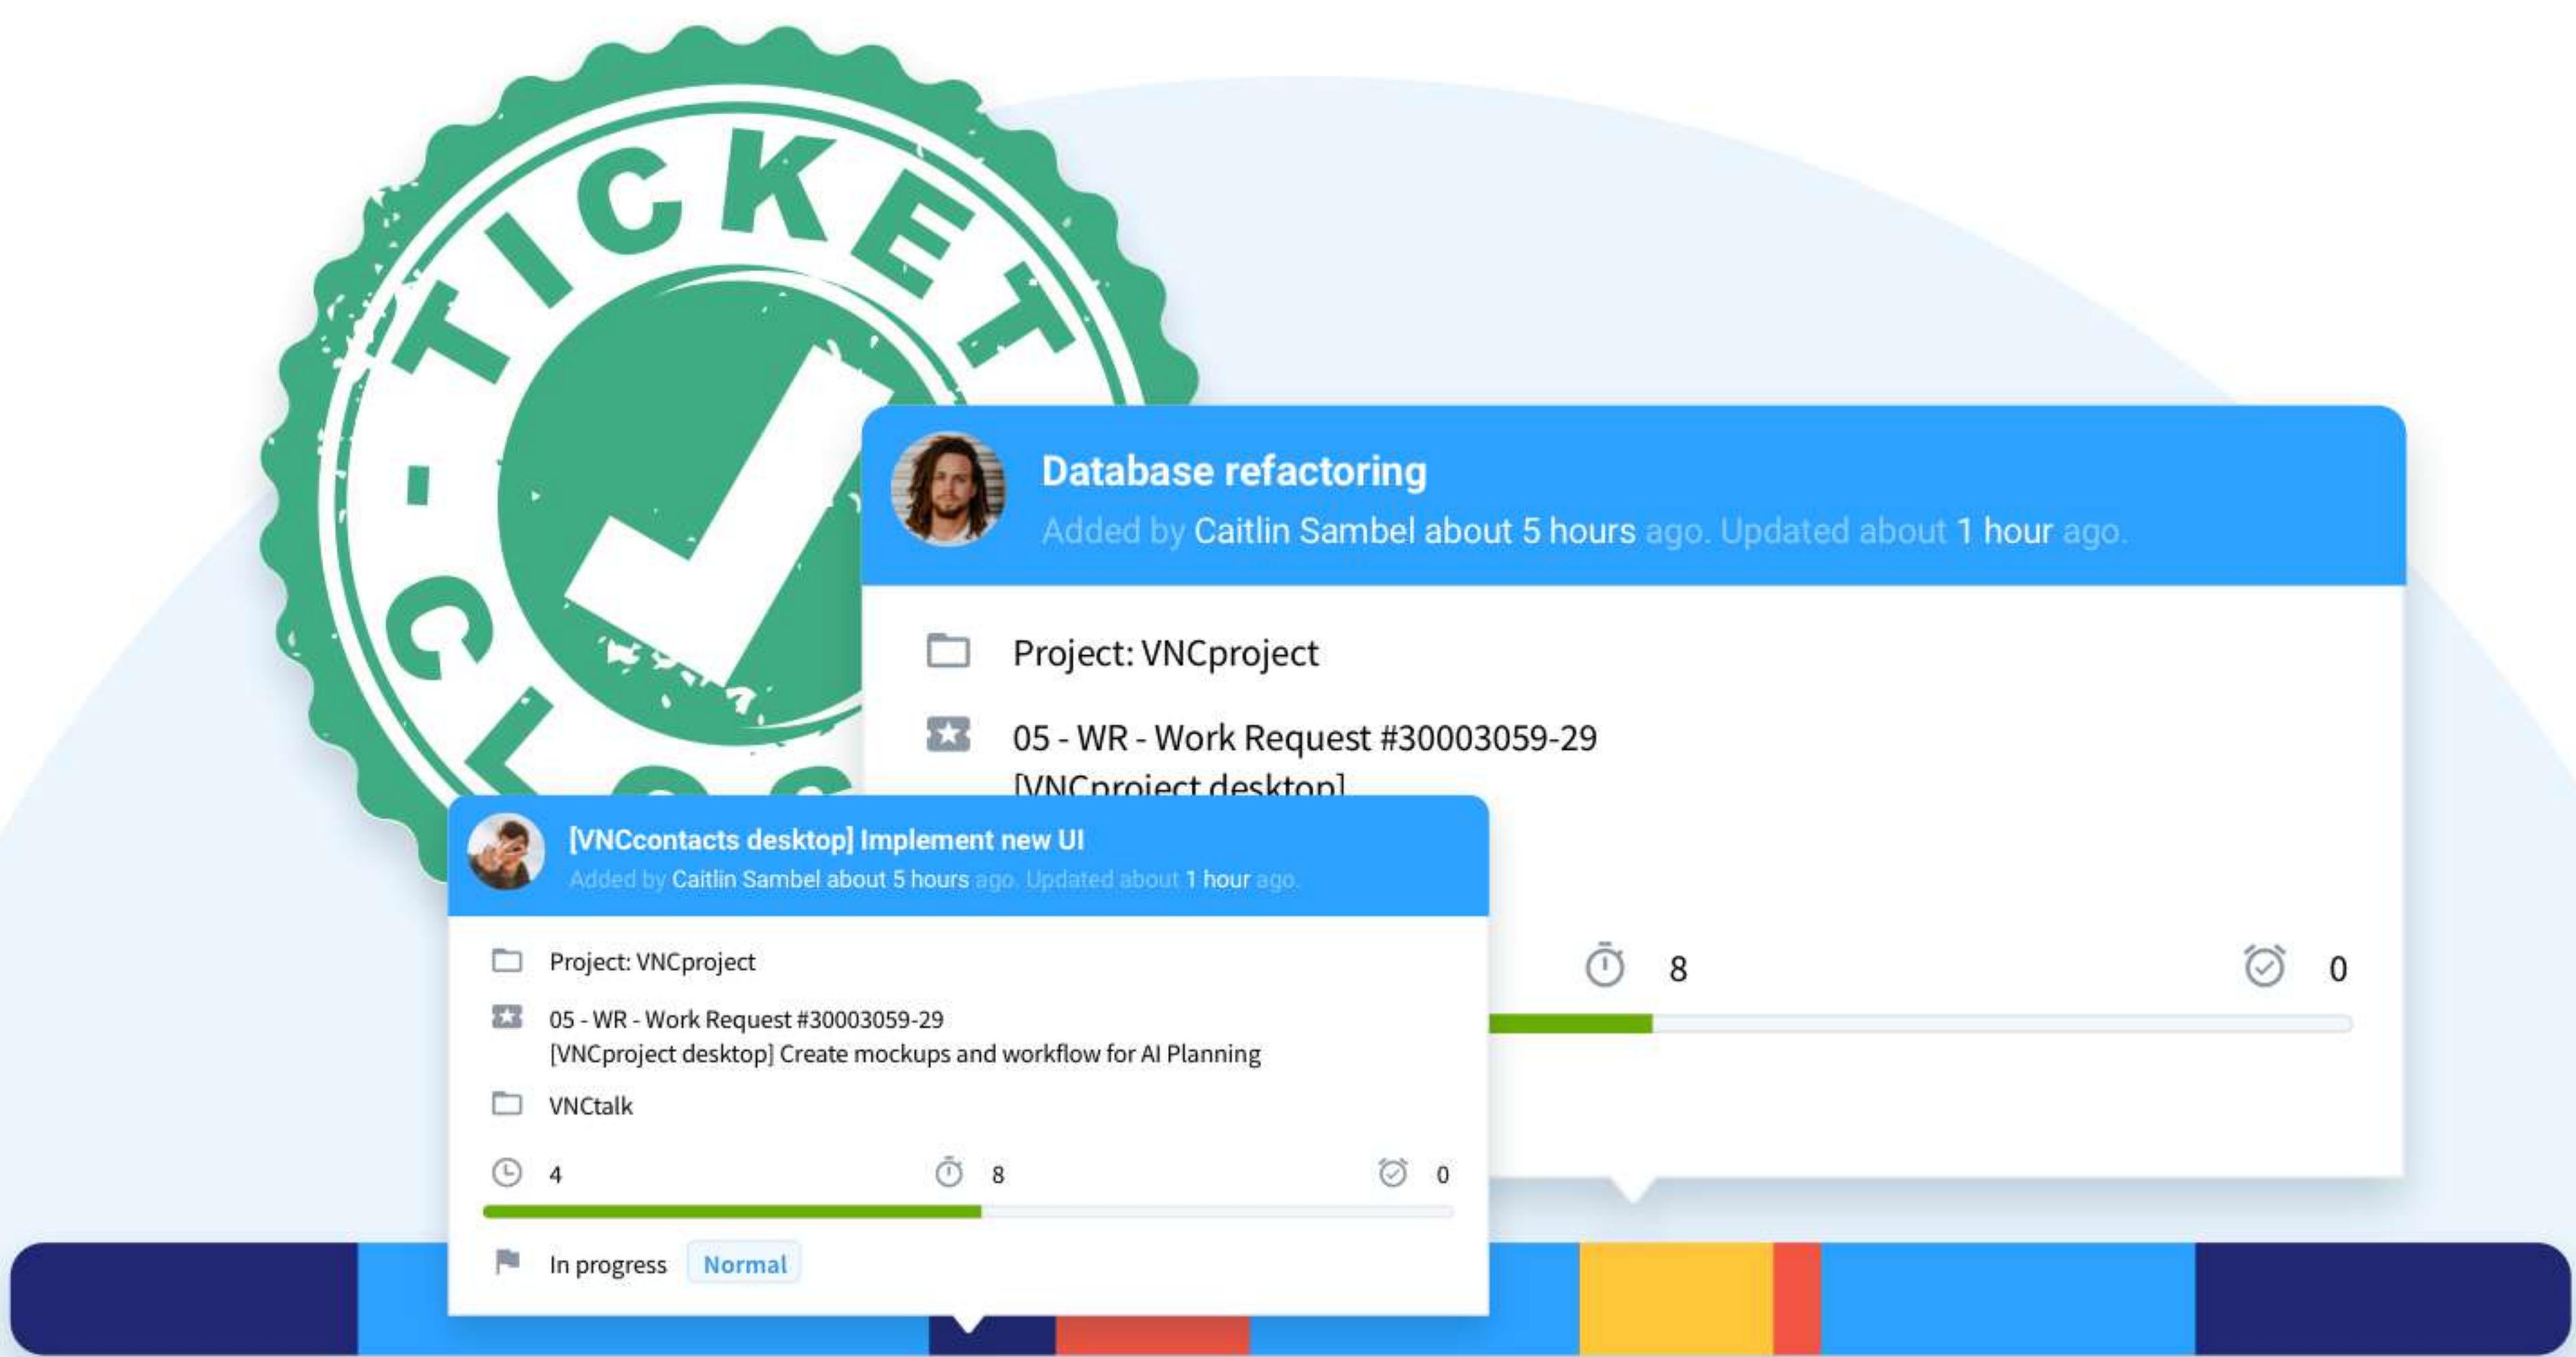 TICKET
-
CLOS
Database refactoring
Added by Caitlin Sambel about 5 hours ago. Updated about 1 hour ago.
Project: VNCproject
05 - WR - Work Request #30003059-29
[VNCproject desktop]
8
0
[VNCcontacts desktop] Implement new UI
Added by Caitlin Sambel about 5 hours ago. Updated about 1 hour ago.
Project: VNCproject
05 - WR - Work Request #30003059-29
[VNCproject desktop] Create mockups and workflow for AI Planning
VNCtalk
4
8
0
In progress Normal